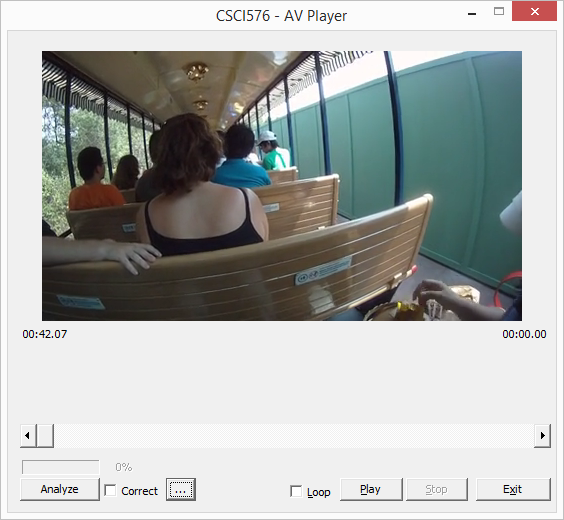 CSCI576 - AV Player
00:42.07
00:00.00
0%
Analyze
Correct
...
Loop
Play
Stop
Exit